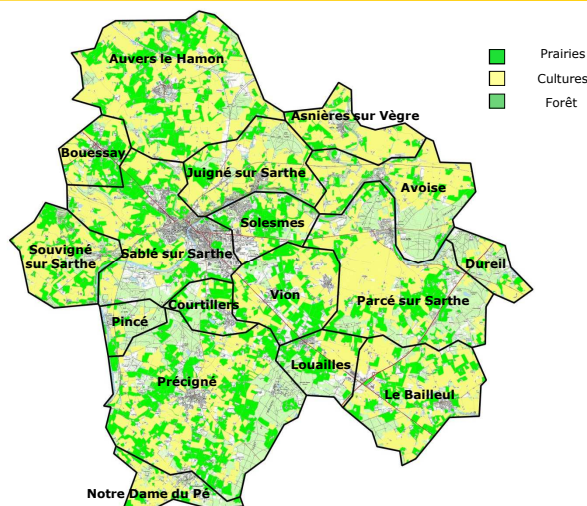 Auvers le Hamon
Prairies
Cultures
Forêt
Asnières sur Vègre
Bouessay
Juigné sur Sarthe
Avoise
Solesmes
Souvigné
sur Sarthe
Sablé sur Sarthe
Dureil
Vion
Courtillers
Parcé sur Sarthe
Pincé
Louailles
Précigné
Le Bailleul
Notre Dame du Pé